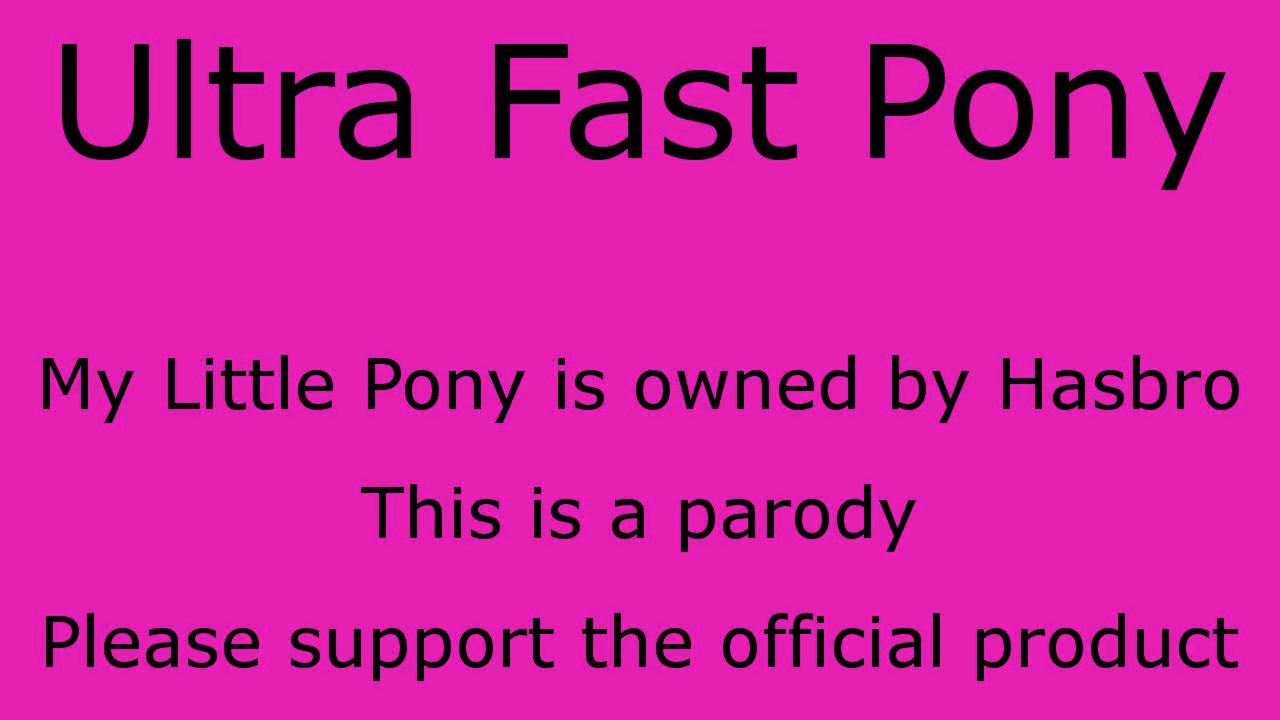 Ultra Fast Pony
My Little Pony is owned by Hasbro
This is a parody
Please support the official product